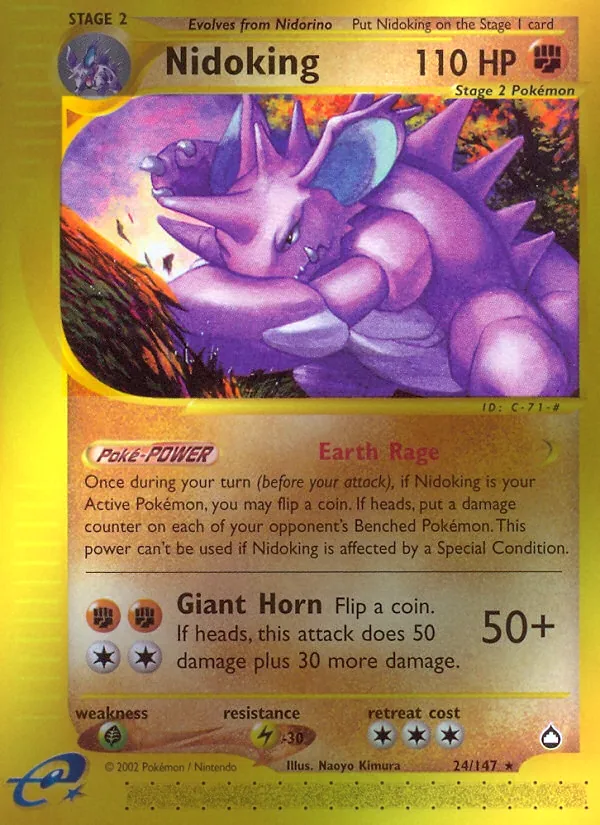 STAGE 2
Evolves from Nidorino Put Nidoking on the Stage 1 card
Nidoking 110 HP
Stage 2 Pokémon
ID: C-71-#
Poké-POWER Earth Rage
Once during your turn (before your attack), if Nidoking is your
Active Pokémon, you may flip a coin. If heads, put a damage
counter on each of your opponent's Benched Pokémon. This
power can't be used if Nidoking is affected by a Special Condition.
Giant Horn Flip a coin.
If heads, this attack does 50
damage plus 30 more damage.
50+
weakness resistance retreat cost
-30
© 2002 Pokémon / Nintendo Illus. Naoyo Kimura 24/147 ★
e